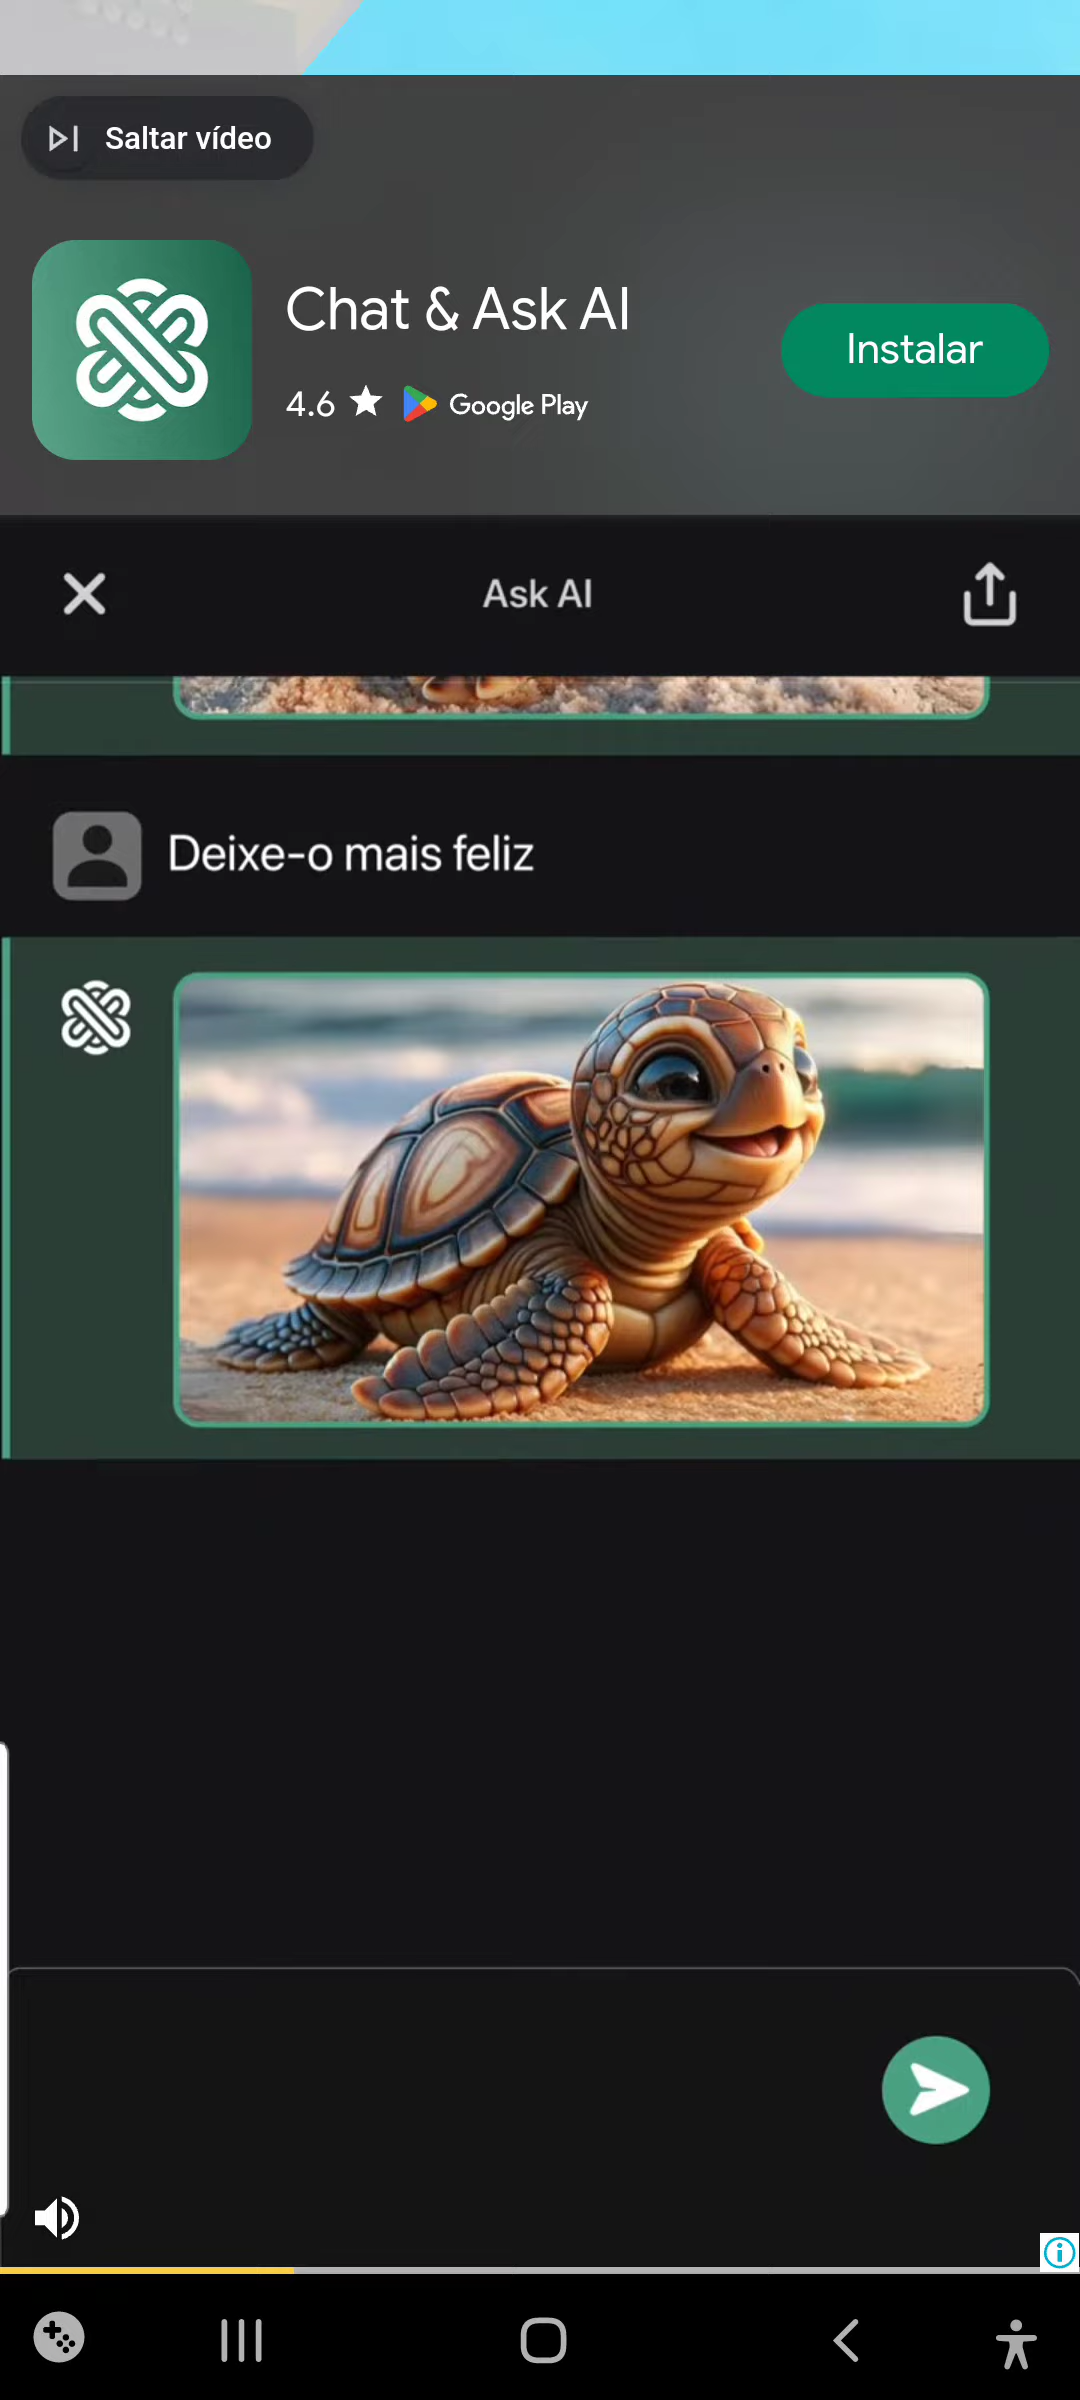 Saltar vídeo
Chat & Ask AI
4.6 ★ Google Play
Instalar
Ask AI
Deixe-o mais feliz